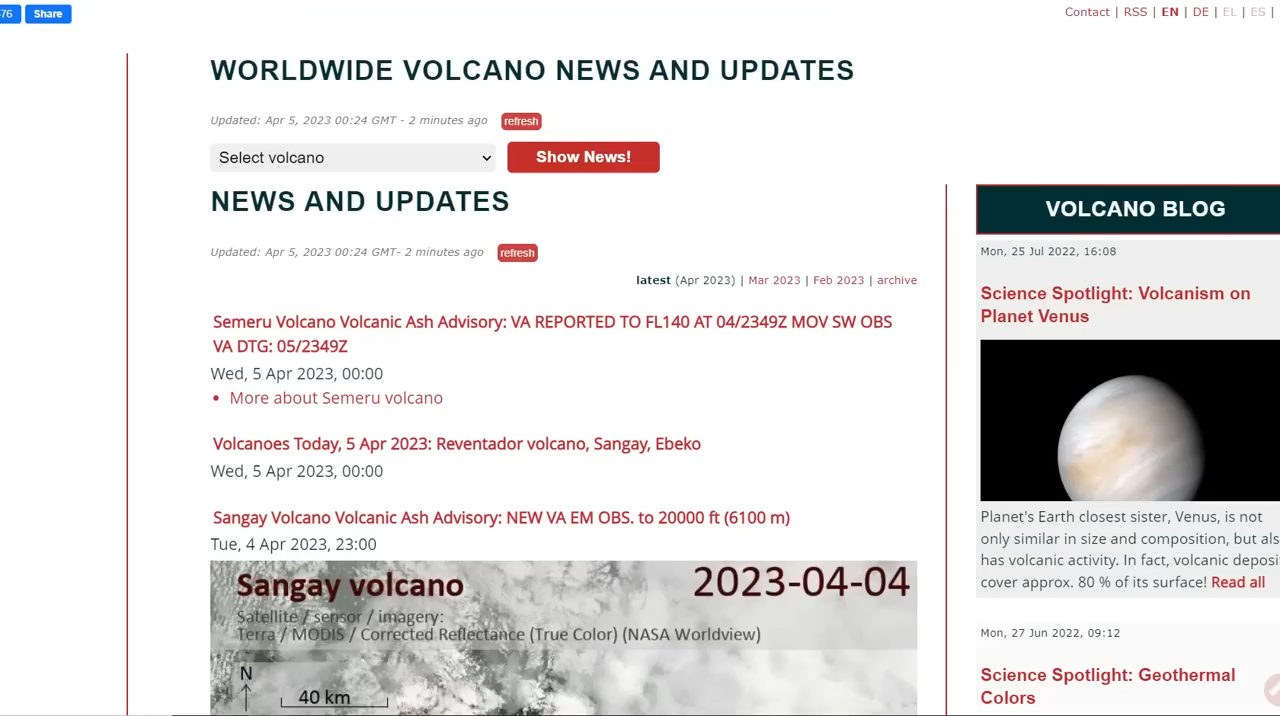 76 Share
Contact | RSS | EN | DE | EL | ES |
WORLDWIDE VOLCANO NEWS AND UPDATES
Updated: Apr 5, 2023 00:24 GMT - 2 minutes ago refresh
Select volcano Show News!
NEWS AND UPDATES
Updated: Apr 5, 2023 00:24 GMT- 2 minutes ago refresh
latest (Apr 2023) | Mar 2023 | Feb 2023 | archive
Semeru Volcano Volcanic Ash Advisory: VA REPORTED TO FL140 AT 04/2349Z MOV SW OBS
VA DTG: 05/2349Z
Wed, 5 Apr 2023, 00:00
• More about Semeru volcano
Volcanoes Today, 5 Apr 2023: Reventador volcano, Sangay, Ebeko
Wed, 5 Apr 2023, 00:00
Sangay Volcano Volcanic Ash Advisory: NEW VA EM OBS. to 20000 ft (6100 m)
Tue, 4 Apr 2023, 23:00
Sangay volcano 2023-04-04
Satellite / sensor / imagery:
Terra / MODIS / Corrected Reflectance (True Color) (NASA Worldview)
N
40 km
VOLCANO BLOG
Mon, 25 Jul 2022, 16:08
Science Spotlight: Volcanism on
Planet Venus
Planet's Earth closest sister, Venus, is not
only similar in size and composition, but als
has volcanic activity. In fact, volcanic deposi
cover approx. 80 % of its surface! Read all
Mon, 27 Jun 2022, 09:12
Science Spotlight: Geothermal
Colors